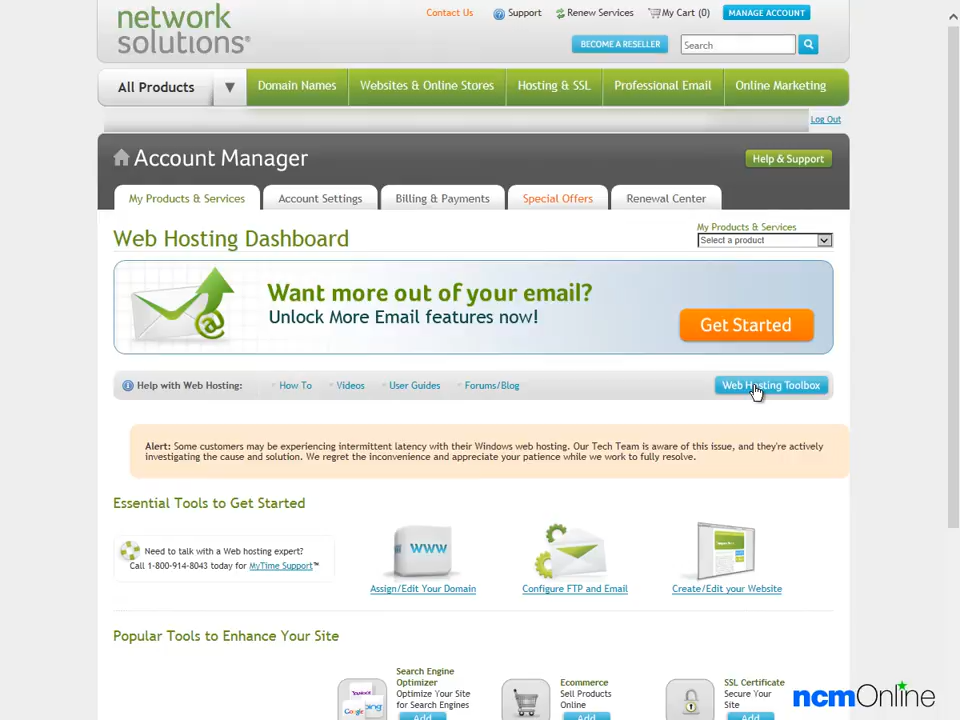 network
solutions®
Contact Us
Support
Renew Services
My Cart (0)
MANAGE ACCOUNT
BECOME A RESELLER
Search
All Products ▼
Domain Names
Websites & Online Stores
Hosting & SSL
Professional Email
Online Marketing
Log Out
Account Manager
Help & Support
My Products & Services
Account Settings
Billing & Payments
Special Offers
Renewal Center
Web Hosting Dashboard
My Products & Services
Select a product
Want more out of your email?
Unlock More Email features now!
Get Started
Help with Web Hosting:
How To
Videos
User Guides
Forums/Blog
Web Hosting Toolbox
Alert: Some customers may be experiencing intermittent latency with their Windows web hosting. Our Tech Team is aware of this issue, and they're actively
investigating the cause and solution. We regret the inconvenience and appreciate your patience while we work to fully resolve.
Essential Tools to Get Started
Need to talk with a Web hosting expert?
Call 1-800-914-8043 today for MyTime Support℠
WWW
Assign/Edit Your Domain
Configure FTP and Email
Create/Edit your Website
Popular Tools to Enhance Your Site
Search Engine
Optimizer
Optimize Your Site
for Search Engines
Add
YAHOO!
Google
bing
Ecommerce
Sell Products
Online
Add
SSL Certificate
Secure Your
Site
Add
ncmOnline